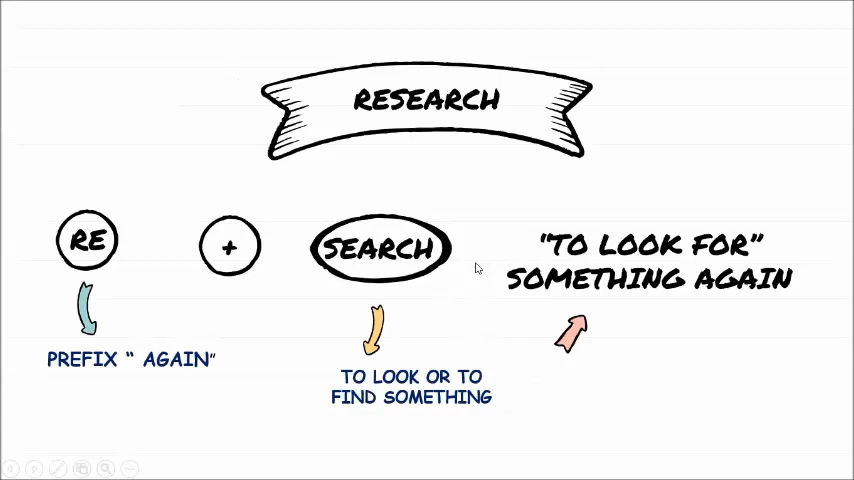 RESEARCH
RE
+
SEARCH
"TO LOOK FOR"
SOMETHING AGAIN
PREFIX " AGAIN"
TO LOOK OR TO
FIND SOMETHING